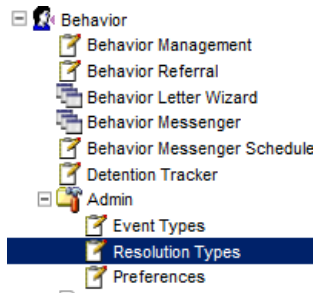 Behavior
Behavior Management
Behavior Referral
Behavior Letter Wizard
Behavior Messenger
Behavior Messenger Schedule
Detention Tracker
Admin
Event Types
Resolution Types
Preferences